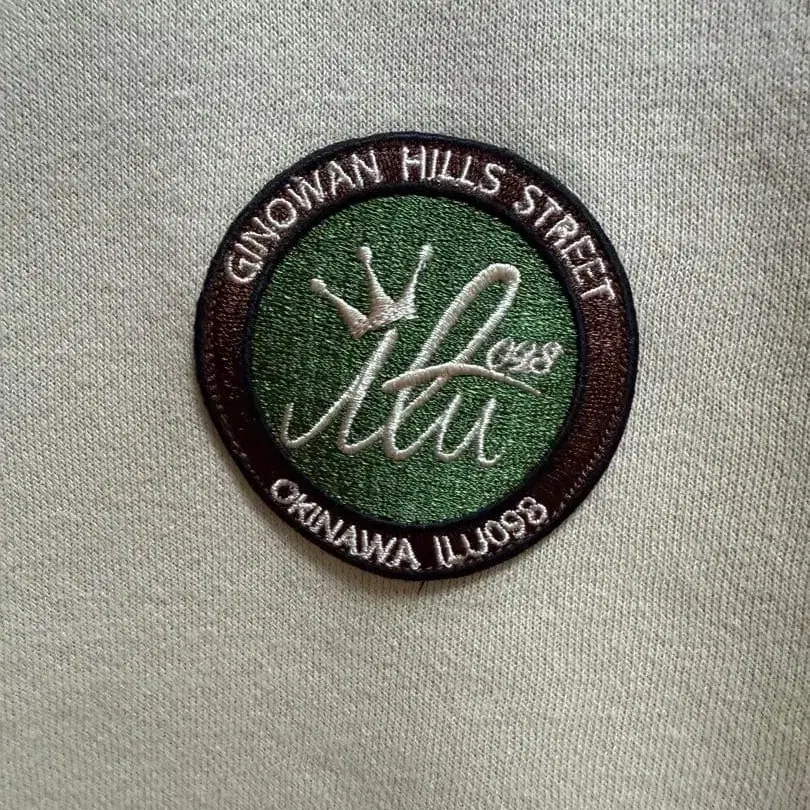 GINOWAN HILLS STREET
ilu
098
OKINAWA ILU098